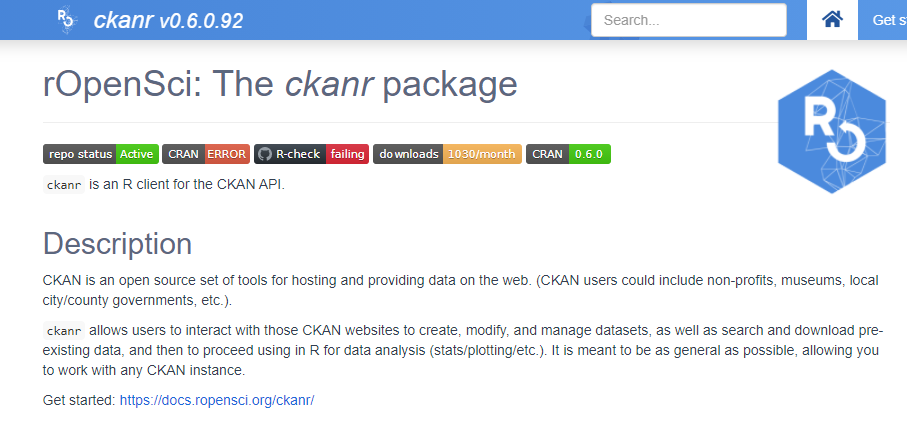 ckanr v0.6.0.92
Search...
Get s
rOpenSci: The ckanr package
repo status Active CRAN ERROR R-check failing downloads 1030/month CRAN 0.6.0
ckanr is an R client for the CKAN API.
Description
CKAN is an open source set of tools for hosting and providing data on the web. (CKAN users could include non-profits, museums, local
city/county governments, etc.).
ckanr allows users to interact with those CKAN websites to create, modify, and manage datasets, as well as search and download pre-
existing data, and then to proceed using in R for data analysis (stats/plotting/etc.). It is meant to be as general as possible, allowing you
to work with any CKAN instance.
Get started: https://docs.ropensci.org/ckanr/